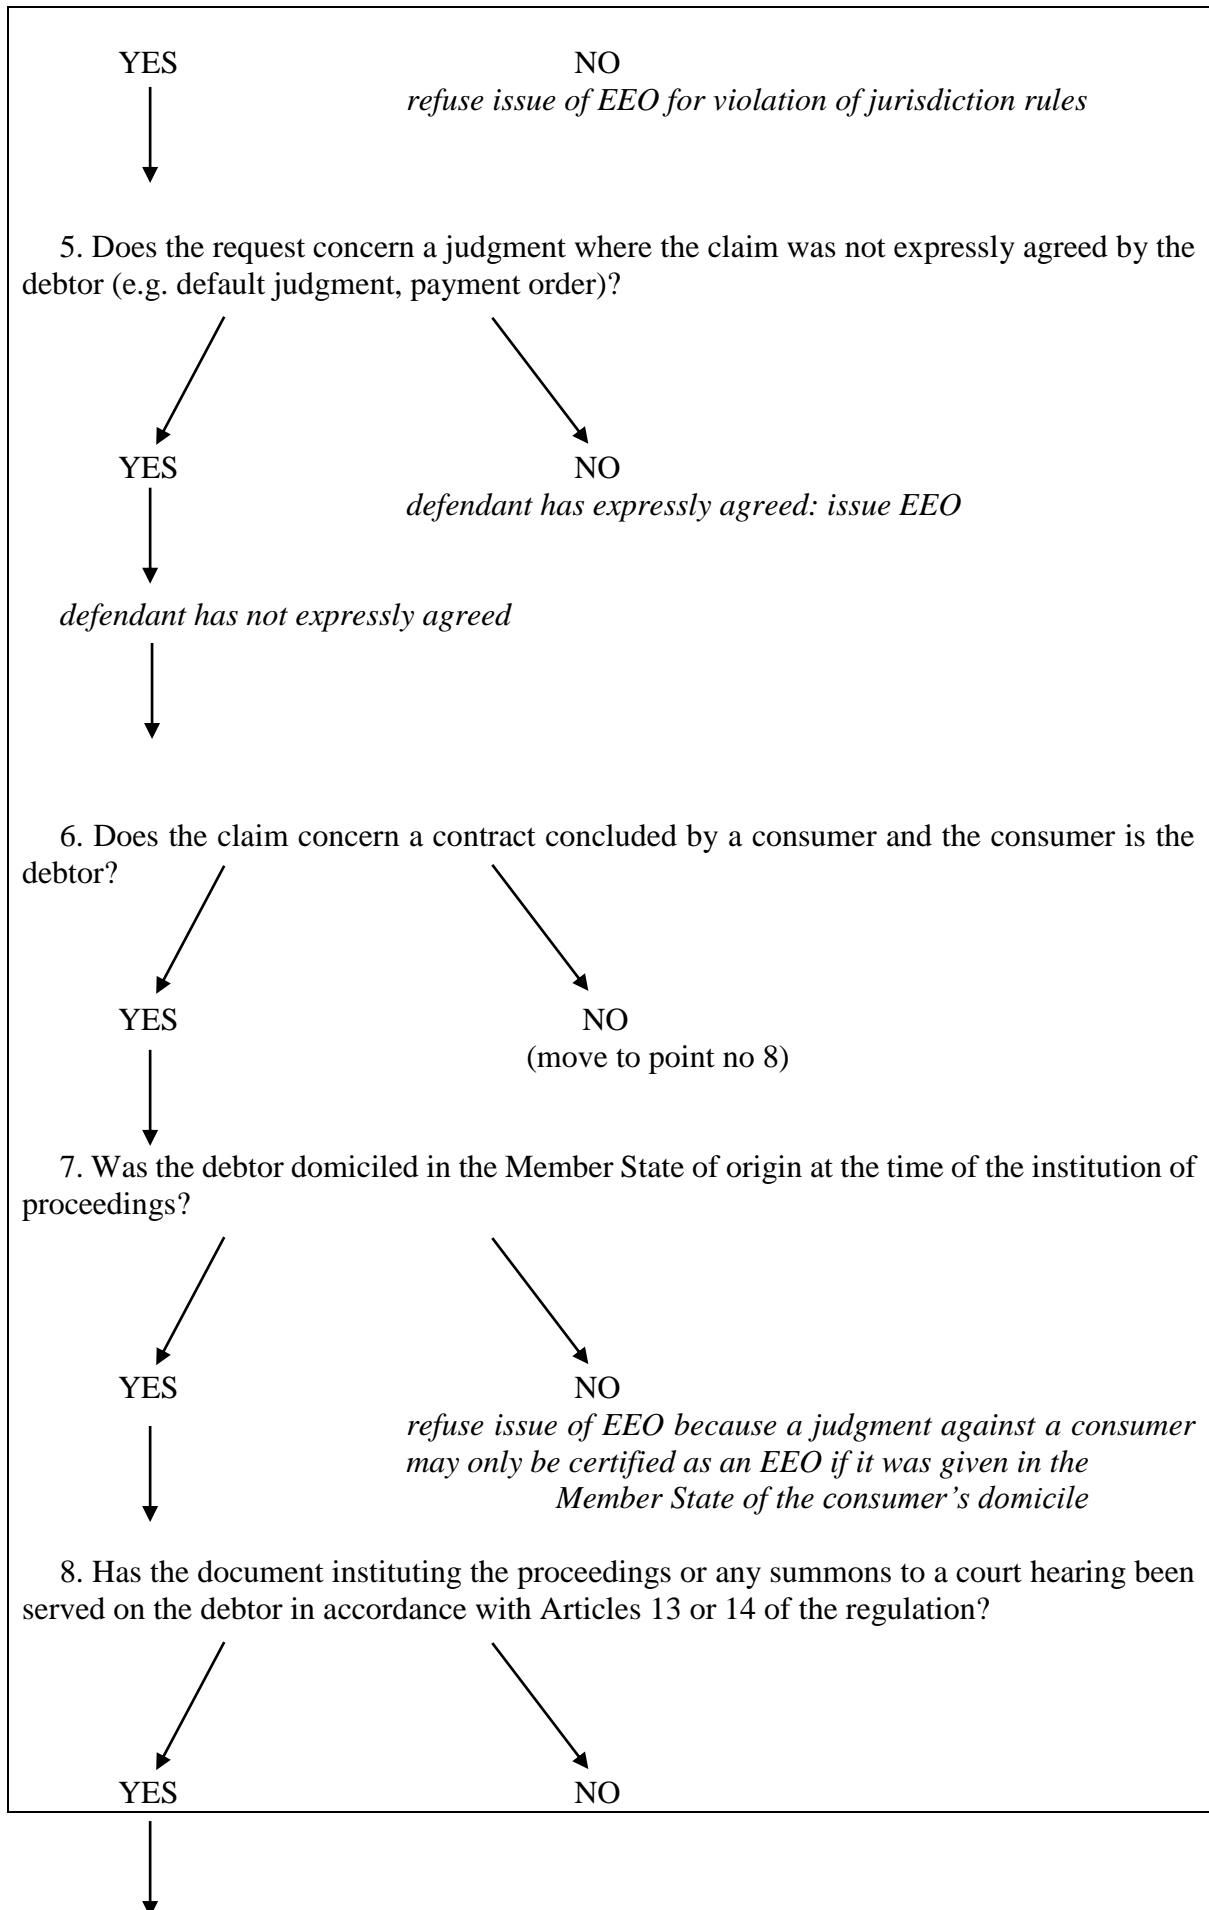 YES NO
refuse issue of EEO for violation of jurisdiction rules
5. Does the request concern a judgment where the claim was not expressly agreed by the
debtor (e.g. default judgment, payment order)?
YES NO
defendant has expressly agreed: issue EEO
defendant has not expressly agreed
6. Does the claim concern a contract concluded by a consumer and the consumer is the
debtor?
YES NO
(move to point no 8)
7. Was the debtor domiciled in the Member State of origin at the time of the institution of
proceedings?
YES NO
refuse issue of EEO because a judgment against a consumer
may only be certified as an EEO if it was given in the
Member State of the consumer’s domicile
8. Has the document instituting the proceedings or any summons to a court hearing been
served on the debtor in accordance with Articles 13 or 14 of the regulation?
YES NO